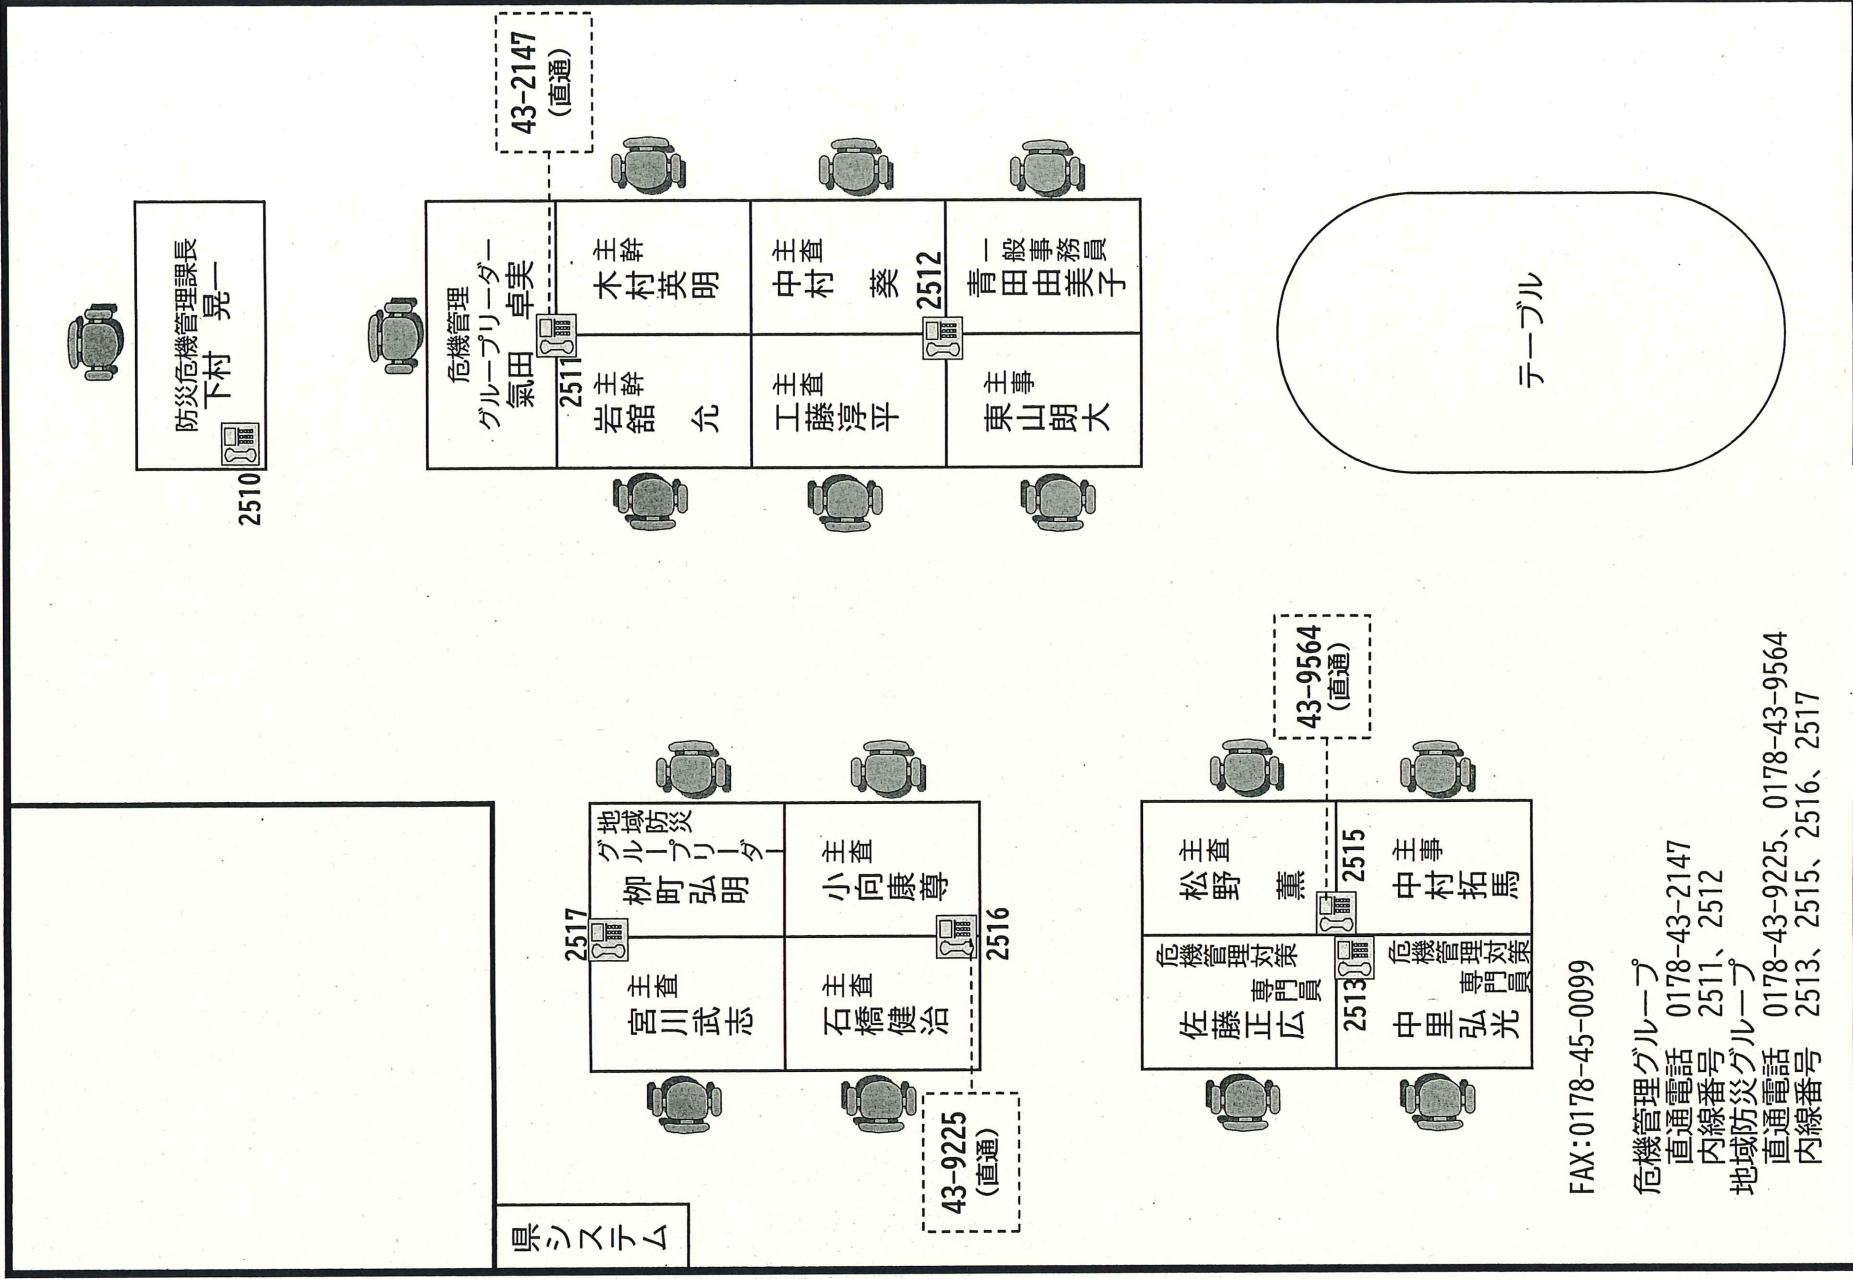 防災危機管理課長
下村 晃一
2510
危機管理
グループリーダー
氣田 卓実
2511
43-2147
(直通)
主幹
岩舘 允
主幹
木村英明
主査
工藤淳平
主査
中村 葵
2512
主事
東山朗大
一般事務員
青田由美子
テーブル
県システム
2517
地域防災
グループリーダー
栁町弘明
主査
宮川武志
主査
小向康尊
主査
石橋健治
2516
43-9225
(直通)
主査
松野 薫
危機管理対策
専門員
佐藤正広
43-9564
(直通)
2515
2513
主事
中村拓馬
危機管理対策
専門員
中里弘光
FAX:0178-45-0099
危機管理グループ
直通電話 0178-43-2147
内線番号 2511、2512
地域防災グループ
直通電話 0178-43-9225、0178-43-9564
内線番号 2513、2515、2516、2517